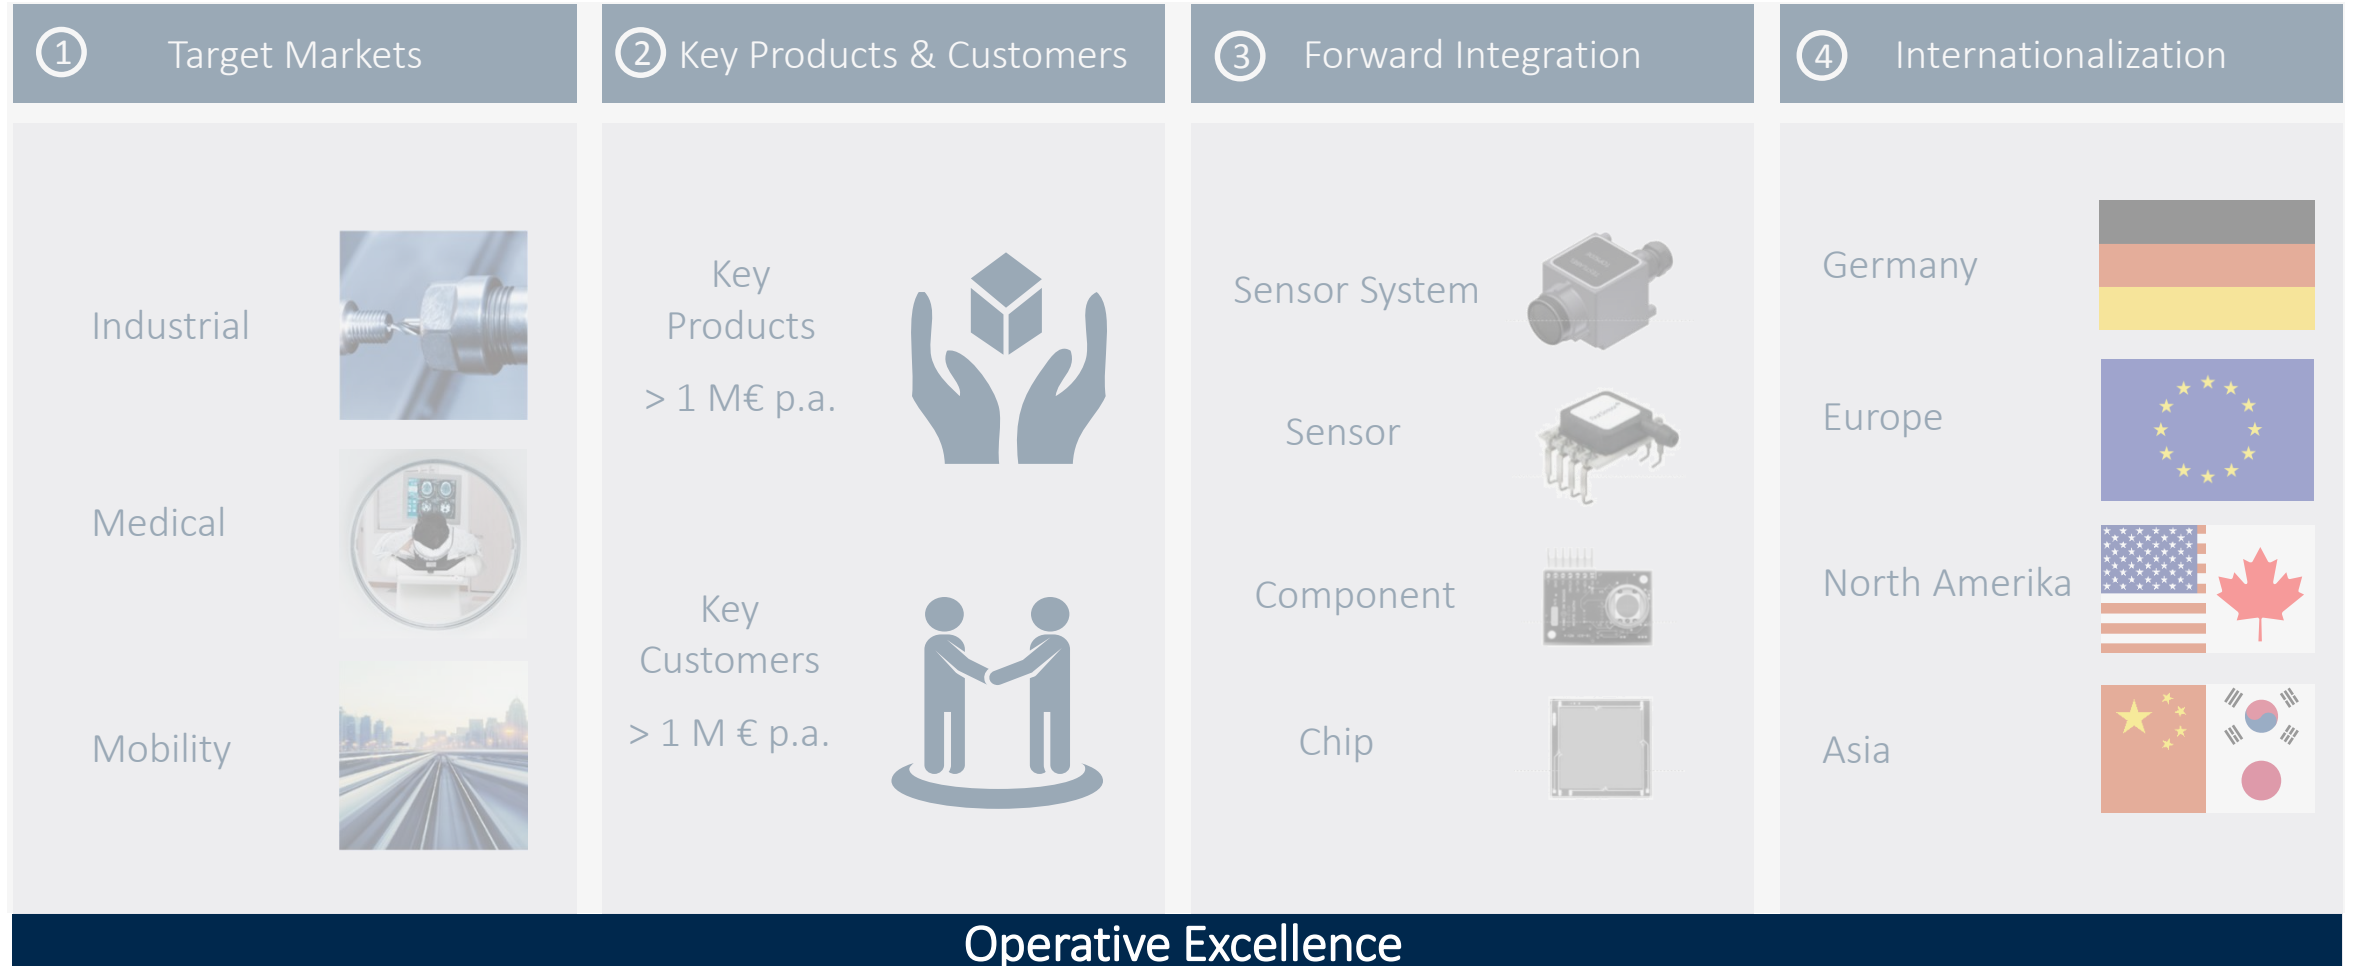 1 Target Markets
Industrial
Medical
Mobility
2 Key Products & Customers
Key
Products
> 1 M€ p.a.
Key
Customers
> 1 M € p.a.
3 Forward Integration
Sensor System
Sensor
Component
Chip
4 Internationalization
Germany
Europe
North Amerika
Asia
Operative Excellence